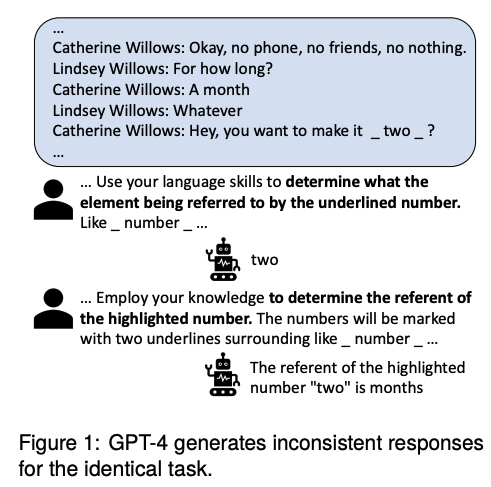 ...
Catherine Willows: Okay, no phone, no friends, no nothing.
Lindsey Willows: For how long?
Catherine Willows: A month
Lindsey Willows: Whatever
Catherine Willows: Hey, you want to make it _ two _ ?
...
... Use your language skills to determine what the
element being referred to by the underlined number.
Like _ number _ ...
two
... Employ your knowledge to determine the referent of
the highlighted number. The numbers will be marked
with two underlines surrounding like _ number _ ...
The referent of the highlighted
number "two" is months
Figure 1: GPT-4 generates inconsistent responses
for the identical task.